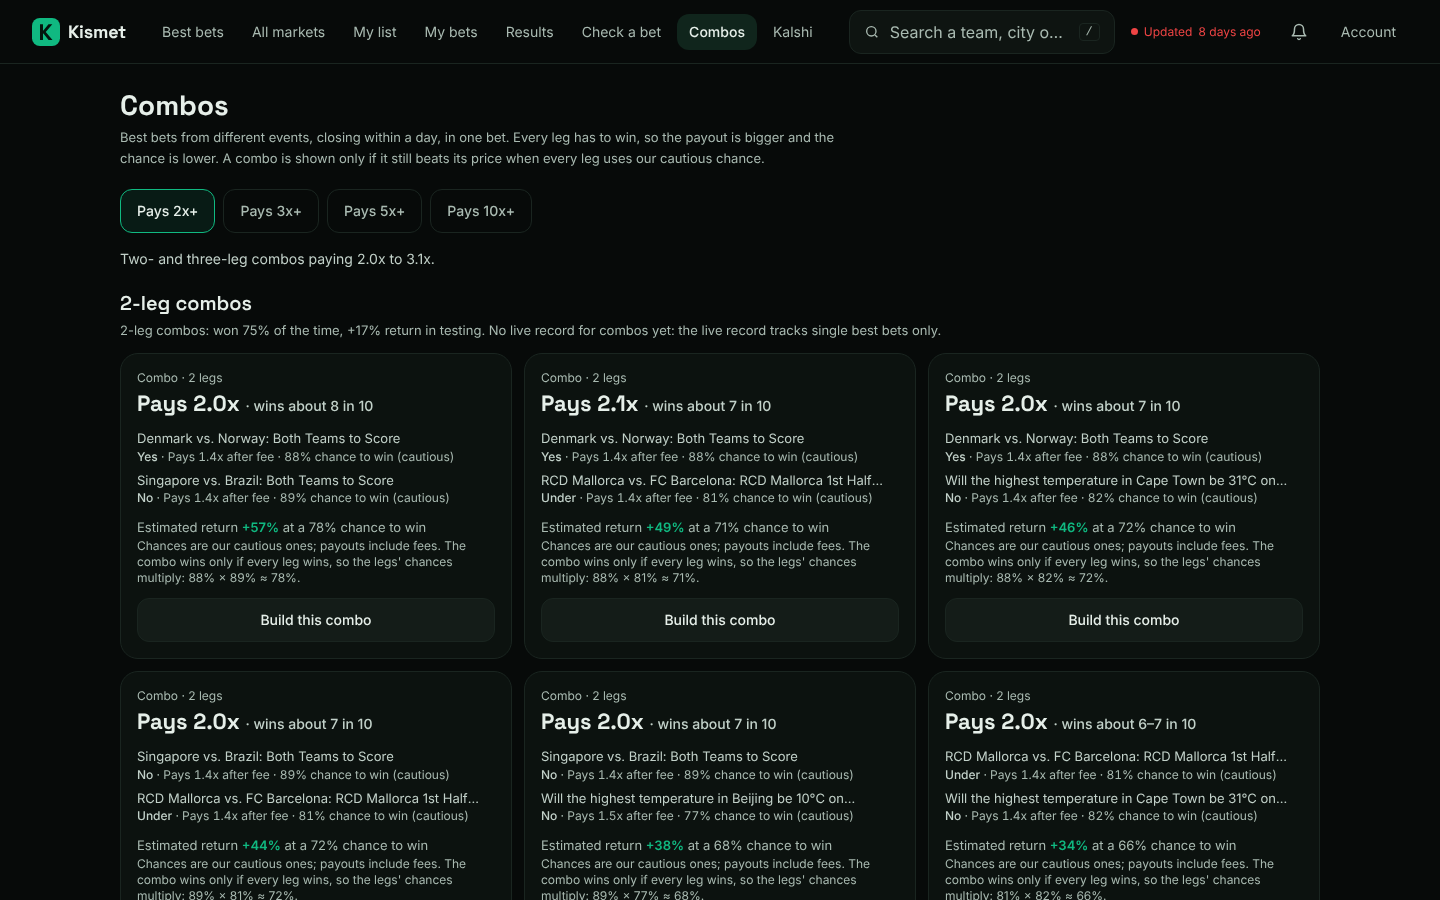 K Kismet
Best bets
All markets
My list
My bets
Results
Check a bet
Combos
Kalshi
Search a team, city o... /
Updated 8 days ago
Account
Combos
Best bets from different events, closing within a day, in one bet. Every leg has to win, so the payout is bigger and the
chance is lower. A combo is shown only if it still beats its price when every leg uses our cautious chance.
Pays 2x+
Pays 3x+
Pays 5x+
Pays 10x+
Two- and three-leg combos paying 2.0x to 3.1x.
2-leg combos
2-leg combos: won 75% of the time, +17% return in testing. No live record for combos yet: the live record tracks single best bets only.
Combo · 2 legs
Pays 2.0x · wins about 8 in 10
Denmark vs. Norway: Both Teams to Score
Yes · Pays 1.4x after fee · 88% chance to win (cautious)
Singapore vs. Brazil: Both Teams to Score
No · Pays 1.4x after fee · 89% chance to win (cautious)
Estimated return +57% at a 78% chance to win
Chances are our cautious ones; payouts include fees. The
combo wins only if every leg wins, so the legs' chances
multiply: 88% × 89% ≈ 78%.
Build this combo
Combo · 2 legs
Pays 2.1x · wins about 7 in 10
Denmark vs. Norway: Both Teams to Score
Yes · Pays 1.4x after fee · 88% chance to win (cautious)
RCD Mallorca vs. FC Barcelona: RCD Mallorca 1st Half...
Under · Pays 1.4x after fee · 81% chance to win (cautious)
Estimated return +49% at a 71% chance to win
Chances are our cautious ones; payouts include fees. The
combo wins only if every leg wins, so the legs' chances
multiply: 88% × 81% ≈ 71%.
Build this combo
Combo · 2 legs
Pays 2.0x · wins about 7 in 10
Denmark vs. Norway: Both Teams to Score
Yes · Pays 1.4x after fee · 88% chance to win (cautious)
Will the highest temperature in Cape Town be 31°C on...
No · Pays 1.4x after fee · 82% chance to win (cautious)
Estimated return +46% at a 72% chance to win
Chances are our cautious ones; payouts include fees. The
combo wins only if every leg wins, so the legs' chances
multiply: 88% × 82% ≈ 72%.
Build this combo
Combo · 2 legs
Pays 2.0x · wins about 7 in 10
Singapore vs. Brazil: Both Teams to Score
No · Pays 1.4x after fee · 89% chance to win (cautious)
RCD Mallorca vs. FC Barcelona: RCD Mallorca 1st Half...
Under · Pays 1.4x after fee · 81% chance to win (cautious)
Estimated return +44% at a 72% chance to win
Chances are our cautious ones; payouts include fees. The
combo wins only if every leg wins, so the legs' chances
multiply: 89% × 81% ≈ 72%.
Combo · 2 legs
Pays 2.0x · wins about 7 in 10
Singapore vs. Brazil: Both Teams to Score
No · Pays 1.4x after fee · 89% chance to win (cautious)
Will the highest temperature in Beijing be 10°C on...
No · Pays 1.5x after fee · 77% chance to win (cautious)
Estimated return +38% at a 68% chance to win
Chances are our cautious ones; payouts include fees. The
combo wins only if every leg wins, so the legs' chances
multiply: 89% × 77% ≈ 68%.
Combo · 2 legs
Pays 2.0x · wins about 6–7 in 10
RCD Mallorca vs. FC Barcelona: RCD Mallorca 1st Half...
Under · Pays 1.4x after fee · 81% chance to win (cautious)
Will the highest temperature in Cape Town be 31°C on...
No · Pays 1.4x after fee · 82% chance to win (cautious)
Estimated return +34% at a 66% chance to win
Chances are our cautious ones; payouts include fees. The
combo wins only if every leg wins, so the legs' chances
multiply: 81% × 82% ≈ 66%.